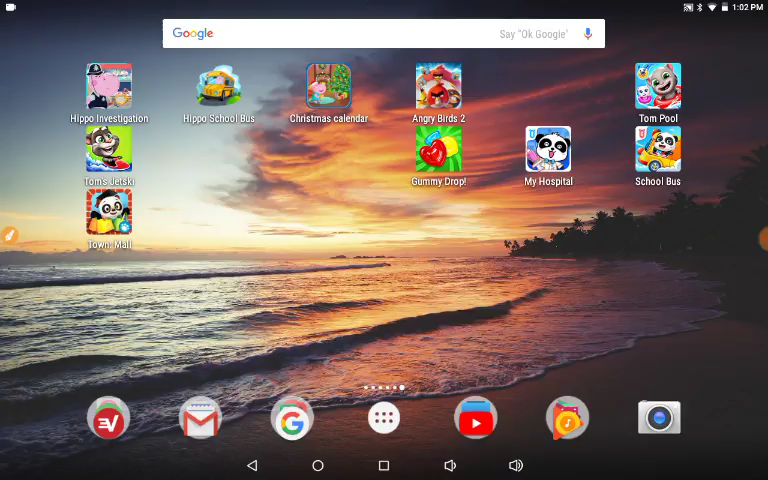 1:02 PM
Google
Say "Ok Google"
Hippo Investigation
Hippo School Bus
Christmas calendar
Angry Birds 2
Tom Pool
Tom's Jetski
Gummy Drop!
My Hospital
School Bus
Town: Mall